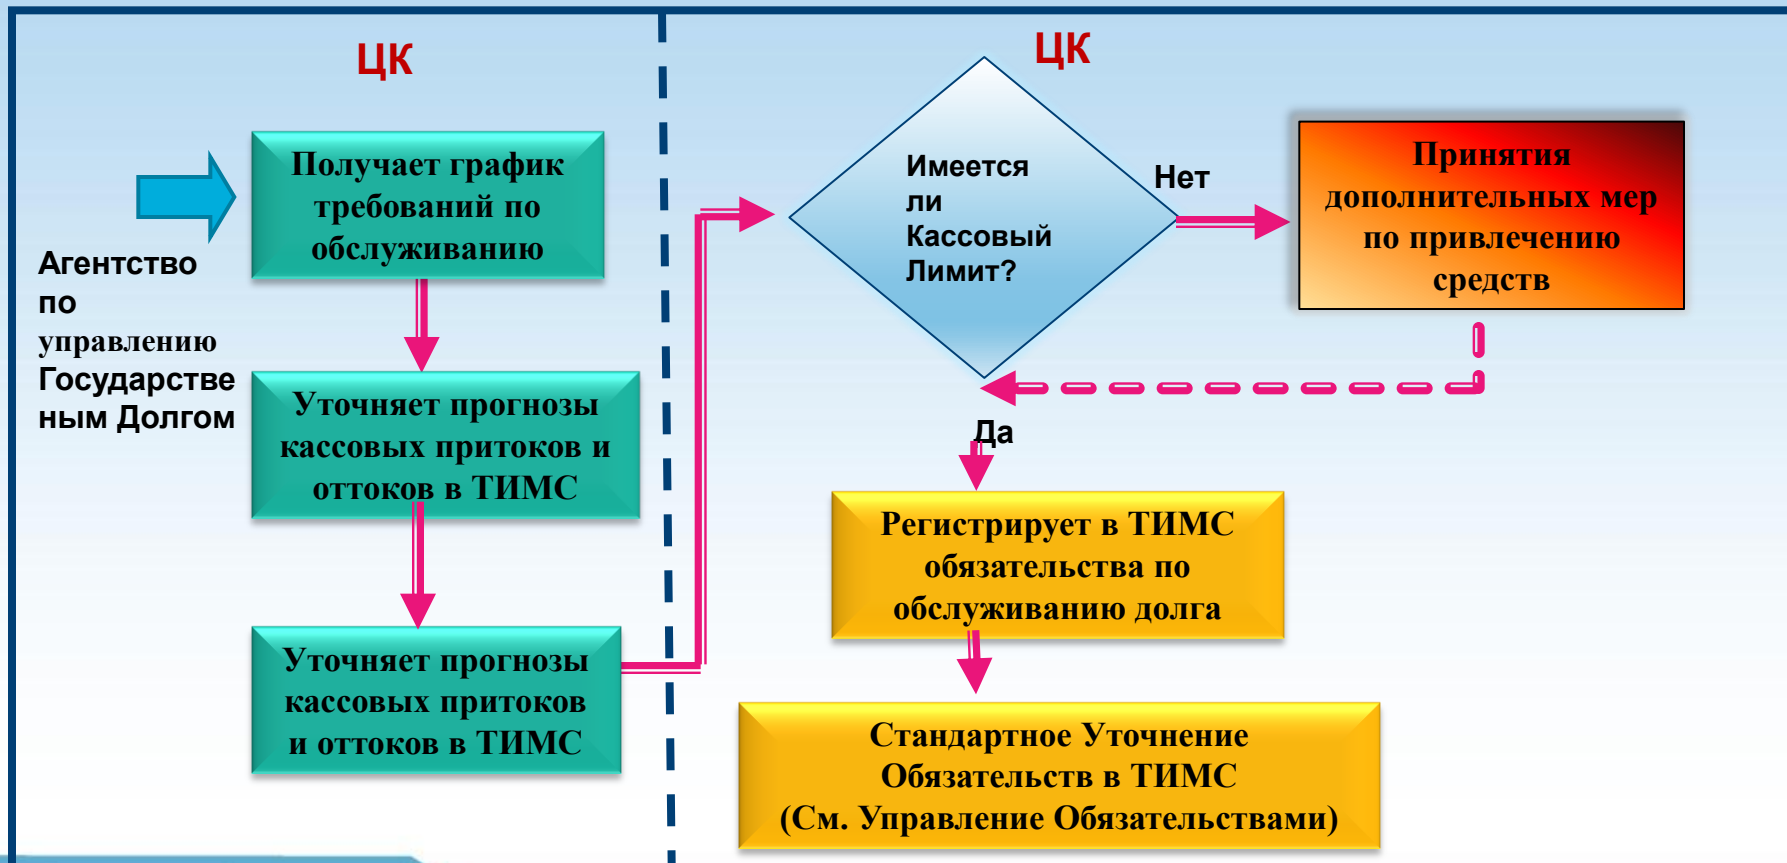 ЦК
Агентство
по
управлению
Государстве
ным Долгом
Получает график
требований по
обслуживанию
Уточняет прогнозы
кассовых притоков и
оттоков в ТИМС
Уточняет прогнозы
кассовых притоков
и оттоков в ТИМС
ЦК
Имеется
ли
Кассовый
Лимит?
Нет
Принятия
дополнительных мер
по привлечению
средств
Да
Регистрирует в ТИМС
обязательства по
обслуживанию долга
Стандартное Уточнение
Обязательств в ТИМС
(См. Управление Обязательствами)